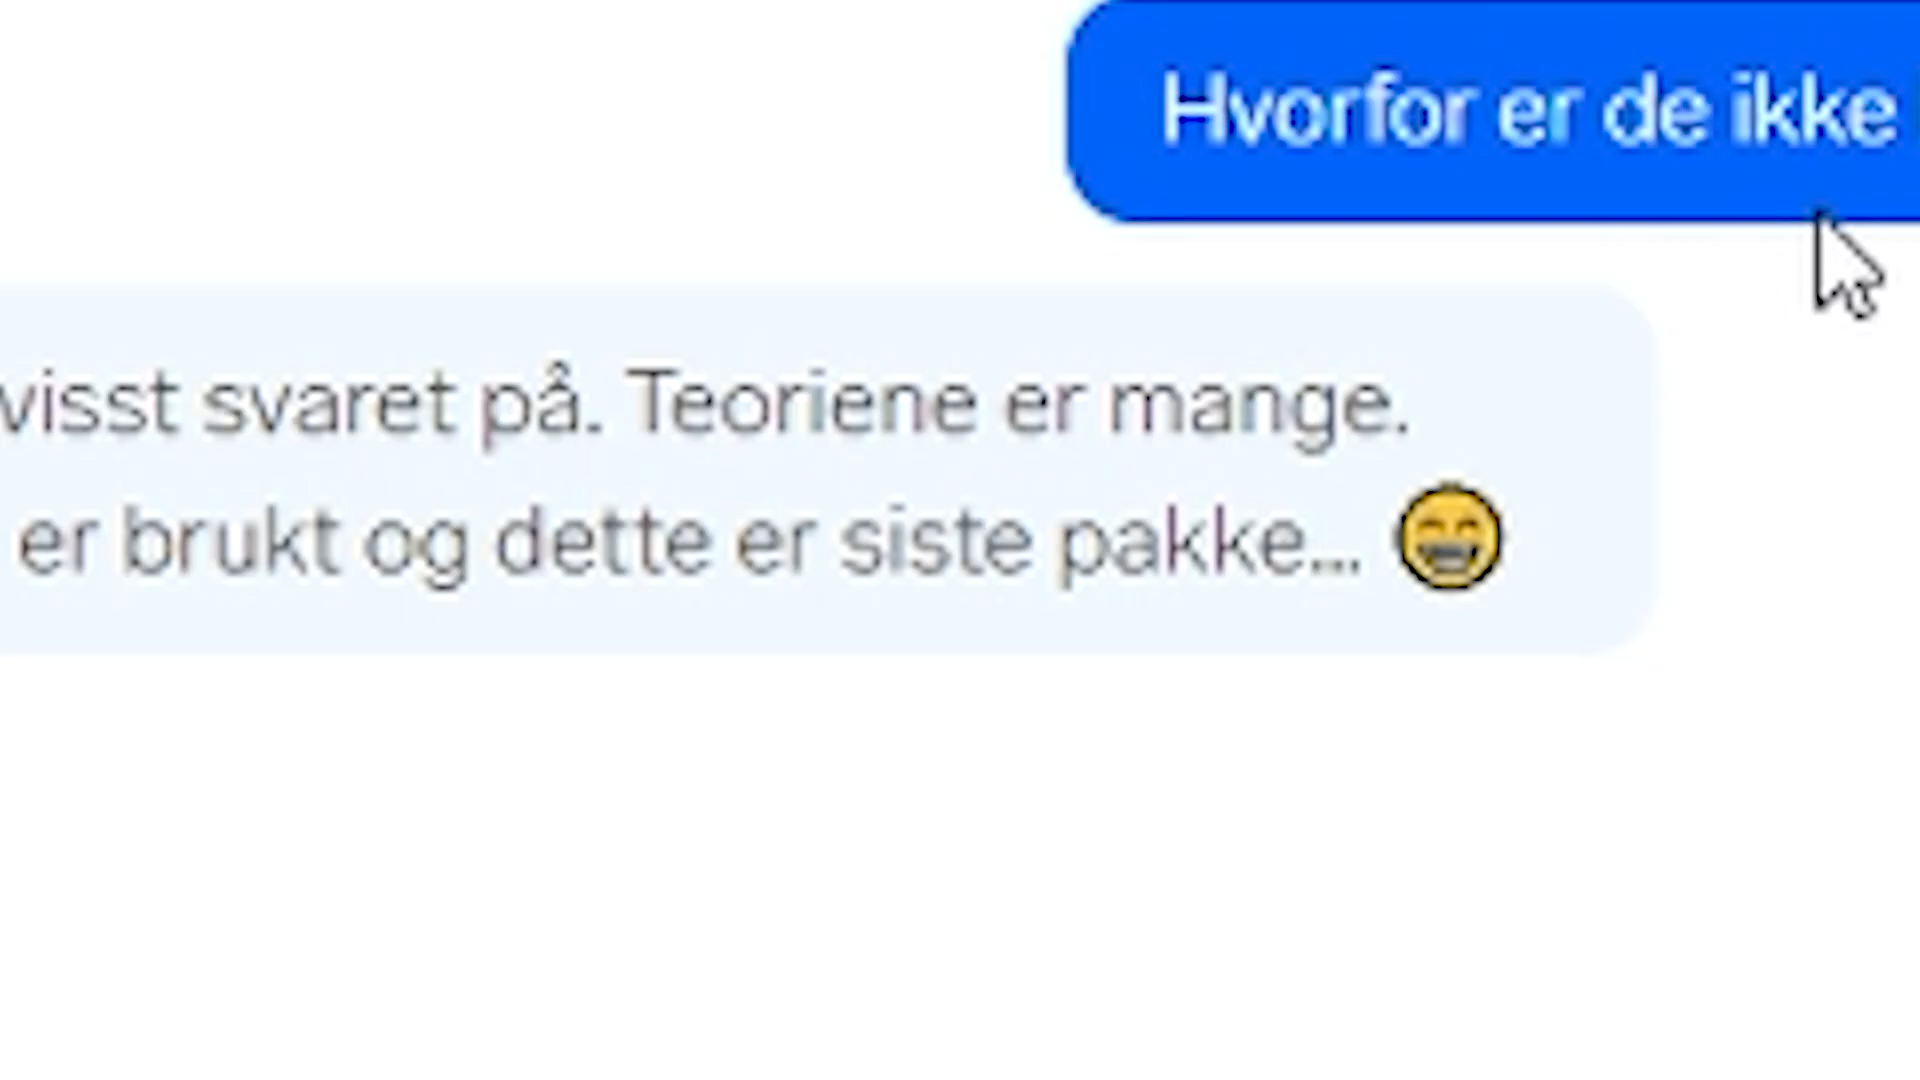 Hvorfor er de ikke
visst svaret på. Teoriene er mange.
er brukt og dette er siste pakke... 😄